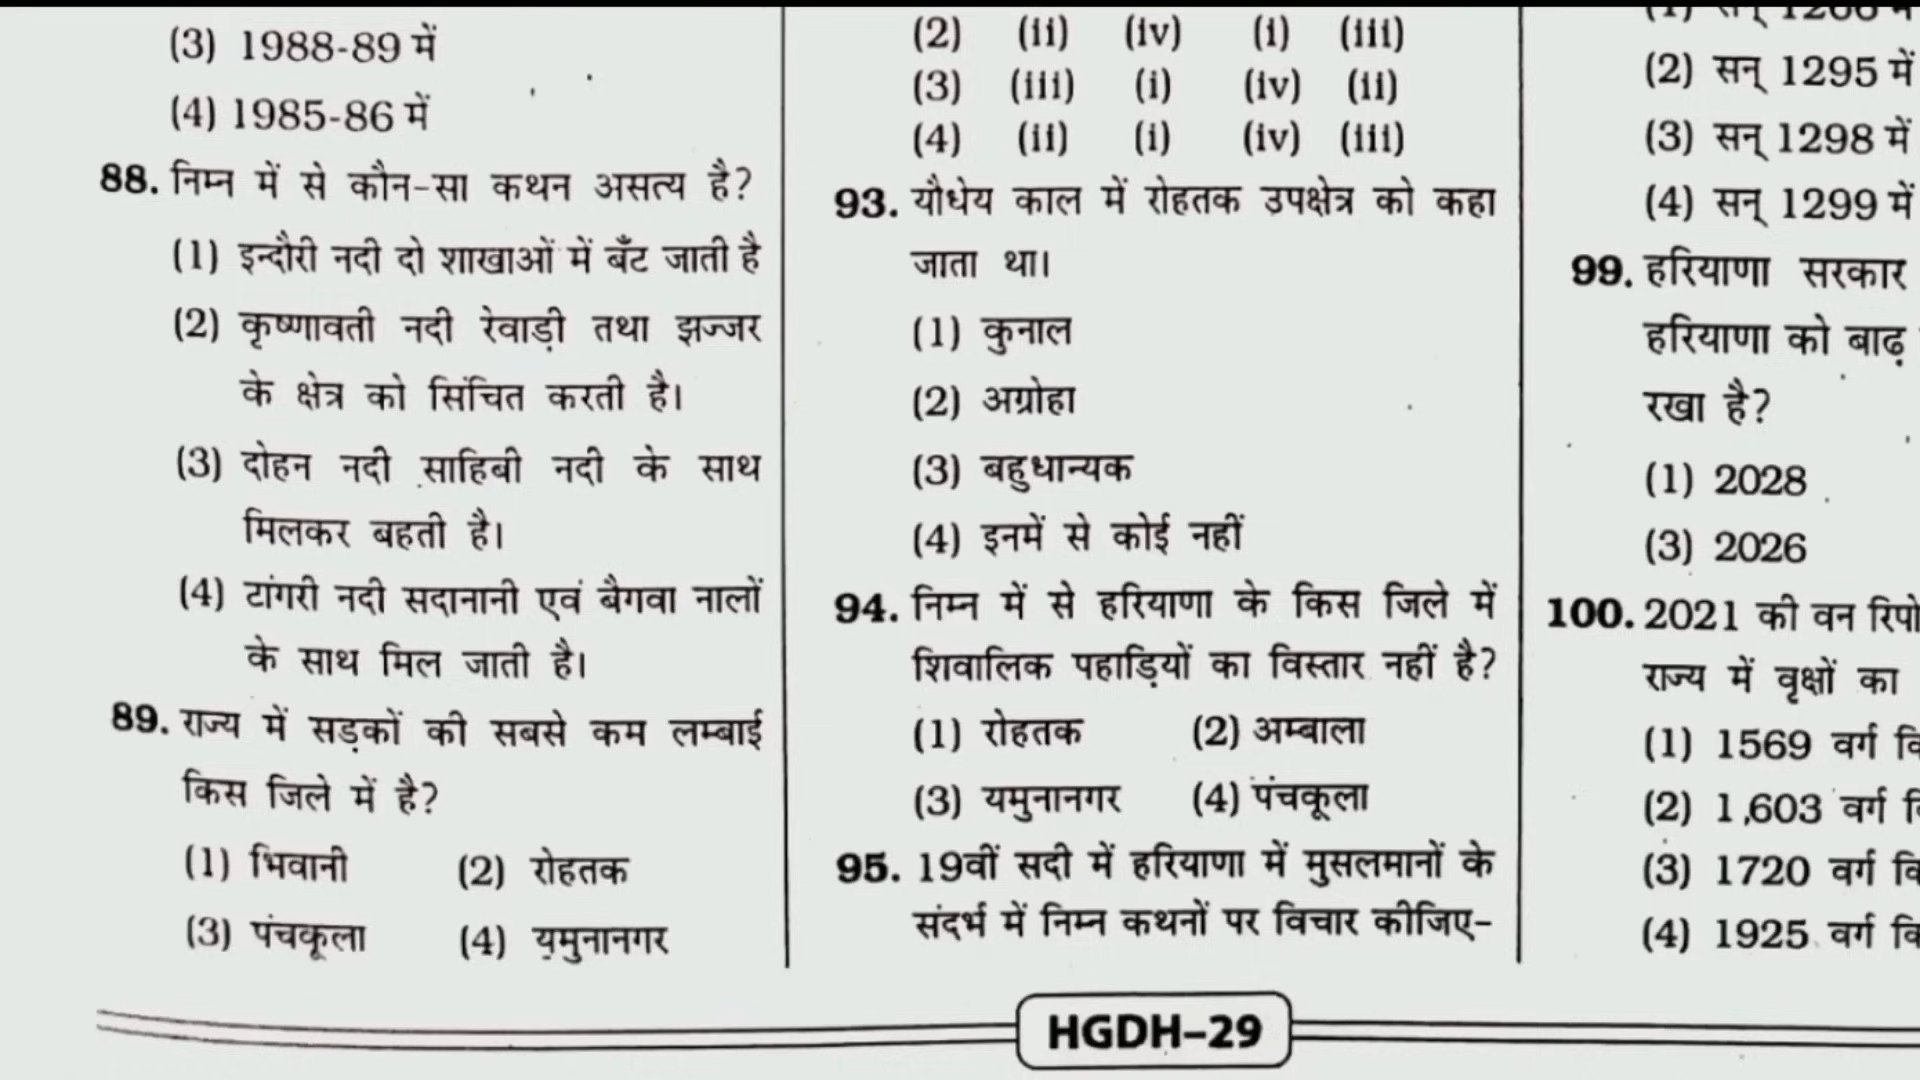 (3) 1988-89 में
(4) 1985-86 में
88. निम्न में से कौन-सा कथन असत्य है?
(1) इन्दौरी नदी दो शाखाओं में बँट जाती है
(2) कृष्णावती नदी रेवाड़ी तथा झज्जर
के क्षेत्र को सिंचित करती है।
(3) दोहन नदी साहिबी नदी के साथ
मिलकर बहती है।
(4) टांगरी नदी सदानानी एवं बैगवा नालों
के साथ मिल जाती है।
89. राज्य में सड़कों की सबसे कम लम्बाई
किस जिले में है?
(1) भिवानी (2) रोहतक
(3) पंचकूला (4) यमुनानगर
(2) (ii) (iv) (i) (iii)
(3) (iii) (i) (iv) (ii)
(4) (ii) (i) (iv) (iii)
93. यौधेय काल में रोहतक उपक्षेत्र को कहा
जाता था।
(1) कुनाल
(2) अग्रोहा
(3) बहुधान्यक
(4) इनमें से कोई नहीं
94. निम्न में से हरियाणा के किस जिले में
शिवालिक पहाड़ियों का विस्तार नहीं है?
(1) रोहतक (2) अम्बाला
(3) यमुनानगर (4) पंचकूला
95. 19वीं सदी में हरियाणा में मुसलमानों के
संदर्भ में निम्न कथनों पर विचार कीजिए-
(2) सन् 1295 में
(3) सन् 1298 में
(4) सन् 1299 में
99. हरियाणा सरकार
हरियाणा को बाढ़
रखा है?
(1) 2028
(3) 2026
100. 2021 की वन
राज्य में वृक्षों का
(1) 1569 वर्ग
(2) 1,603 वर्ग
(3) 1720 वर्ग
(4) 1925 वर्ग
HGDH-29